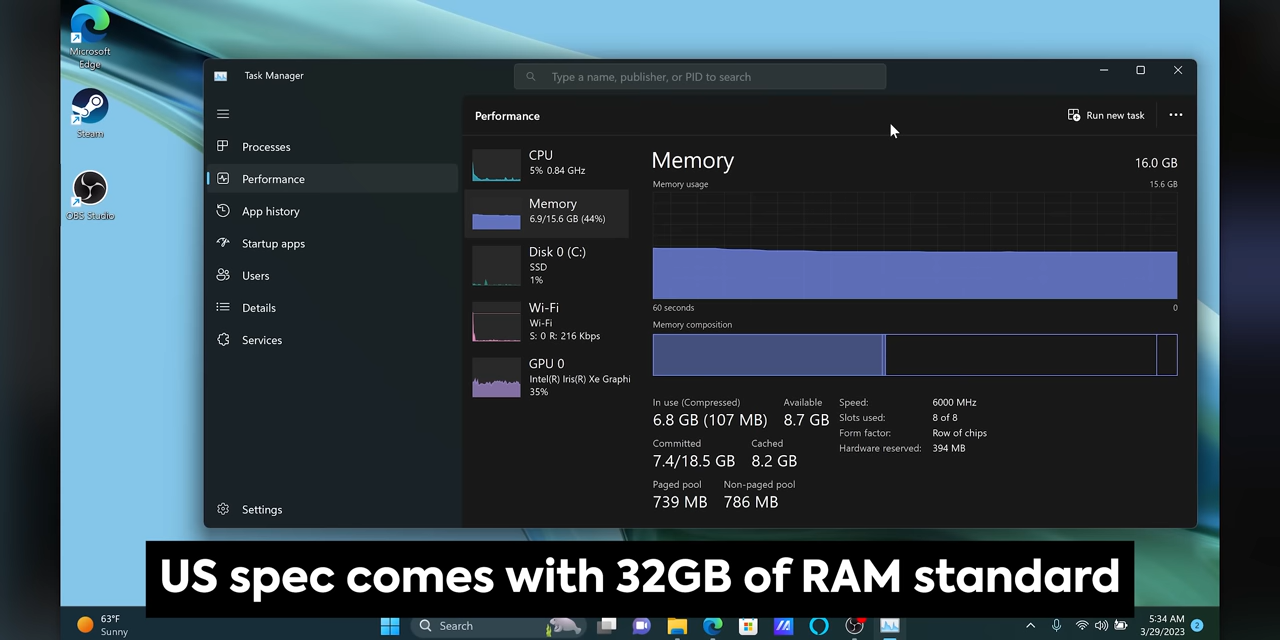 Microsoft
Edge
Steam
OBS Studio
Task Manager
Type a name, publisher, or PID to search
Processes
Performance
App history
Startup apps
Users
Details
Services
Settings
Performance
Run new task
CPU
5% 0.84 GHz
Memory
6.9/15.6 GB (44%)
Disk 0 (C:)
SSD
1%
Wi-Fi
Wi-Fi
S: 0 R: 216 Kbps
GPU 0
Intel(R) Iris(R) Xe Graphi
35%
Memory
16.0 GB
Memory usage
15.6 GB
60 seconds
0
Memory composition
In use (Compressed)
6.8 GB (107 MB)
Available
8.7 GB
Committed
7.4/18.5 GB
Cached
8.2 GB
Paged pool
739 MB
Non-paged pool
786 MB
Speed: 6000 MHz
Slots used: 8 of 8
Form factor: Row of chips
Hardware reserved: 394 MB
US spec comes with 32GB of RAM standard
63°F
Sunny
Search
5:34 AM
3/29/2023
2